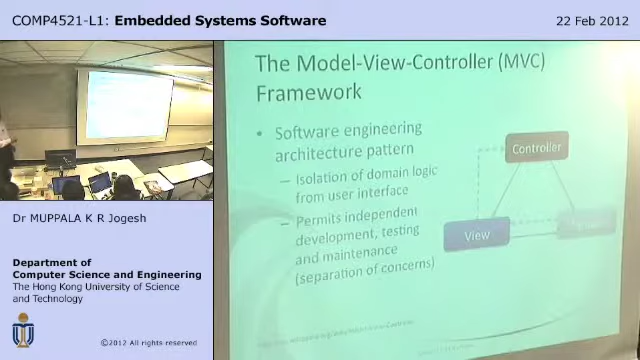 COMP4521-L1: Embedded Systems Software
22 Feb 2012
The Model-View-Controller (MVC)
Framework
• Software engineering
architecture pattern
– Isolation of domain logic
from user interface
– Permits independent
development, testing
and maintenance
(separation of concerns)
Controller
View
Dr MUPPALA K R Jogesh
Department of
Computer Science and Engineering
The Hong Kong University of Science
and Technology
©2012 All rights reserved